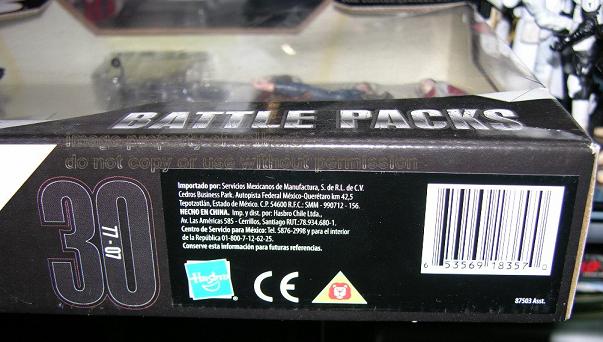 BATTLE PACKS
do not copy or use without permission
30
77 - 07
Importado por: Servicios Mexicanos de Manufactura, S. de R.L. de C.V.
Cedros Business Park. Autopista Federal México-Querétaro km 42,5
Tepotzotlán, Estado de México. C.P. 54600 R.F.C.: SMM - 990712 - 156.
HECHO EN CHINA. Imp. y dist. por: Hasbro Chile Ltda.,
Av. Las Américas 585 - Cerrillos, Santiago RUT.:78.934.680-1.
Centro de Servicio para México: Tel. 5876-2998 y para el interior
de la República 01-800-7-12-62-25.
Conserve esta información para futuras referencias.
Hasbro
CE
6 53569 18357 0
87503 Asst.